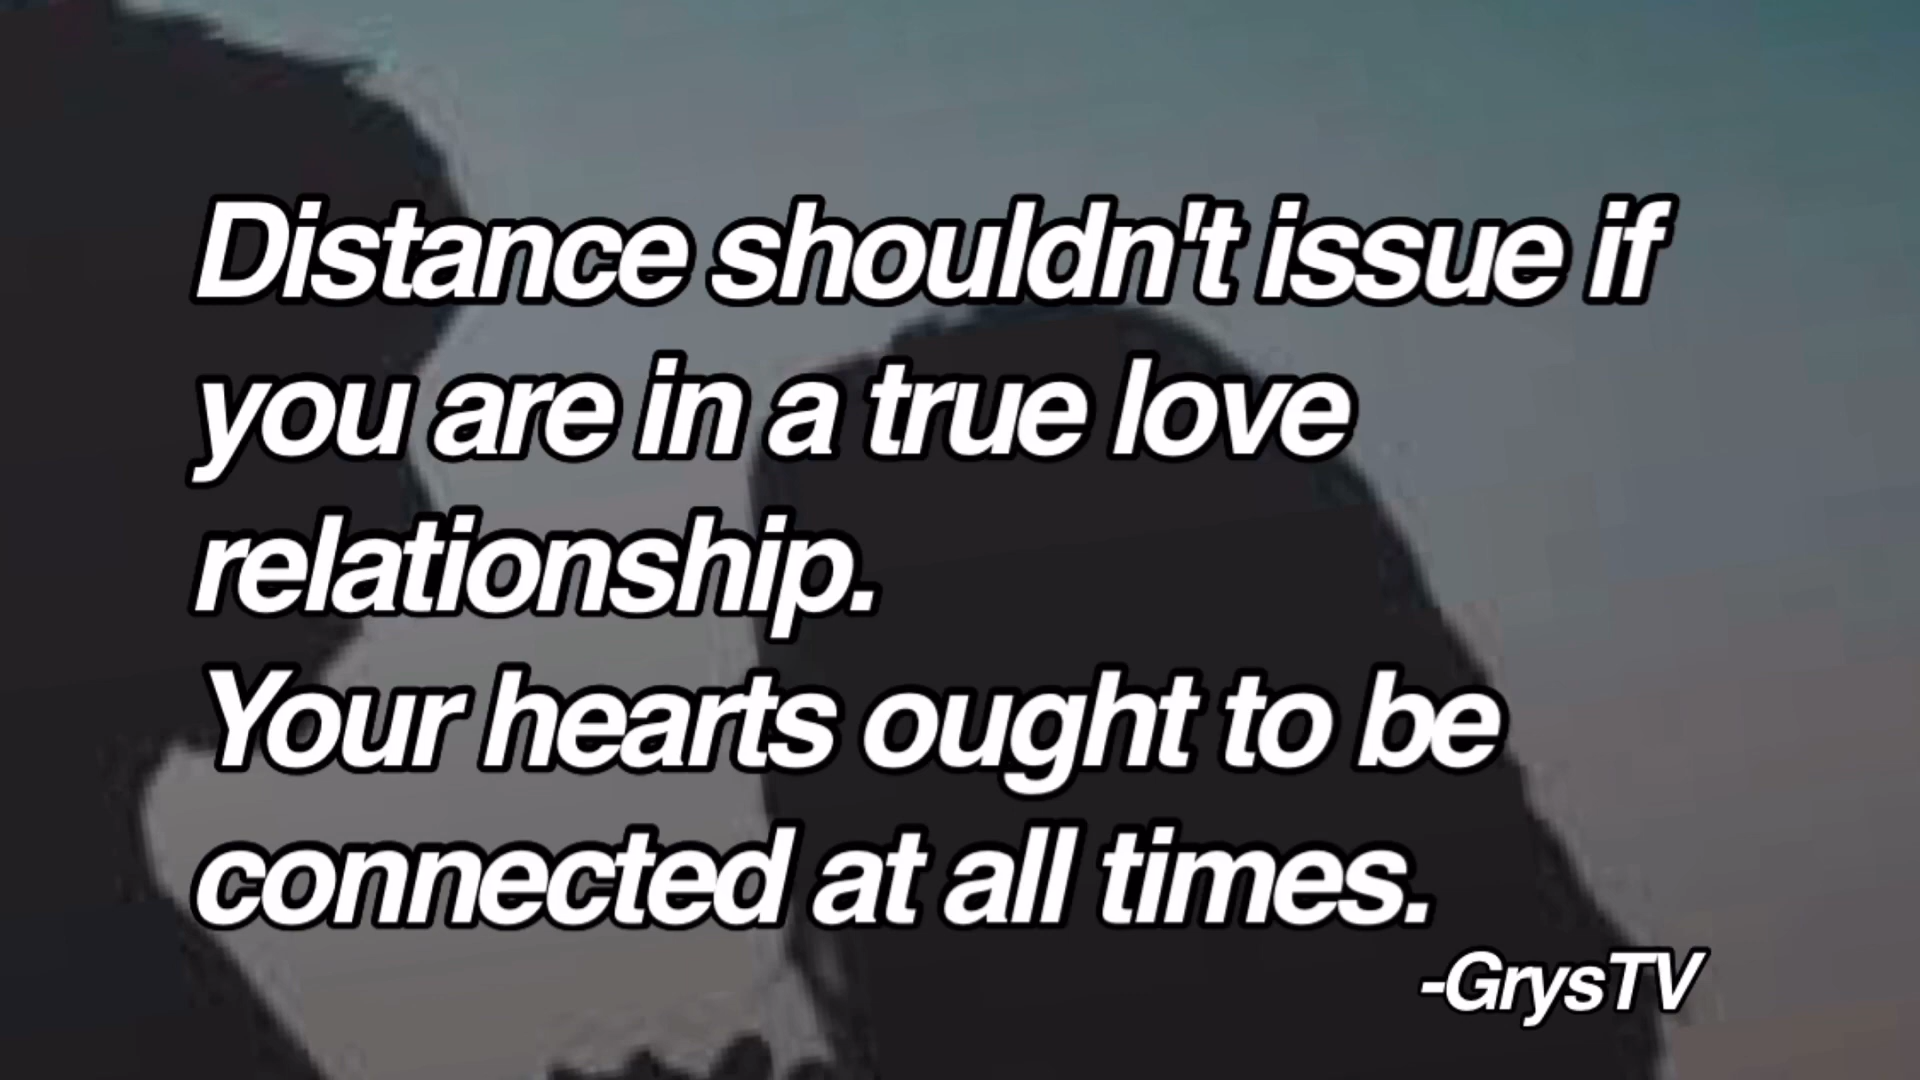 Distance shouldn't issue if
you are in a true love
relationship.
Your hearts ought to be
connected at all times.
-GrysTV